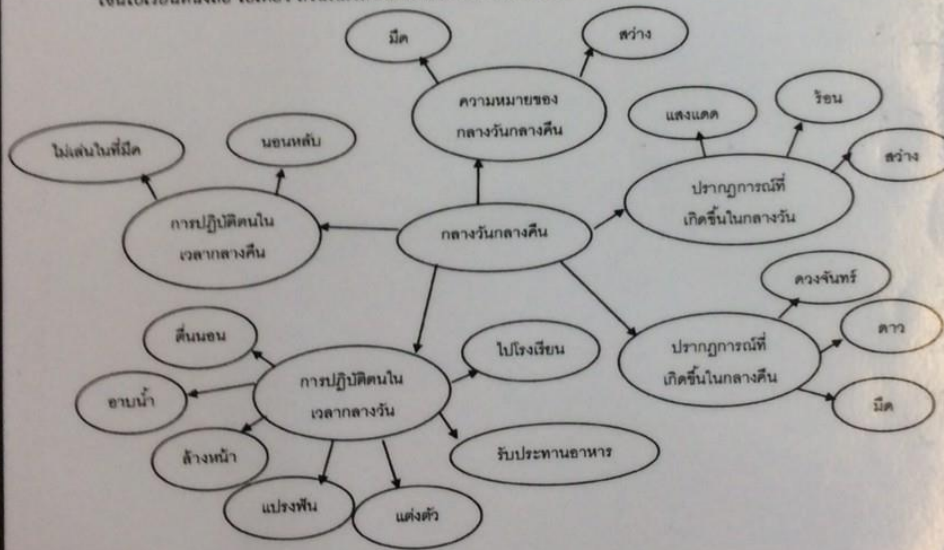 มืด
สว่าง
ความหมายของ
กลางวันกลางคืน
แสงแดด
ร้อน
สว่าง
ปรากฏการณ์ที่
เกิดขึ้นในกลางวัน
ไม่เล่นในที่มืด
นอนหลับ
การปฏิบัติตนใน
เวลากลางคืน
กลางวันกลางคืน
ดวงจันทร์
ดาว
มืด
ปรากฏการณ์ที่
เกิดขึ้นในกลางคืน
ตื่นนอน
อาบน้ำ
ล้างหน้า
แปรงฟัน
แต่งตัว
รับประทานอาหาร
ไปโรงเรียน
การปฏิบัติตนใน
เวลากลางวัน